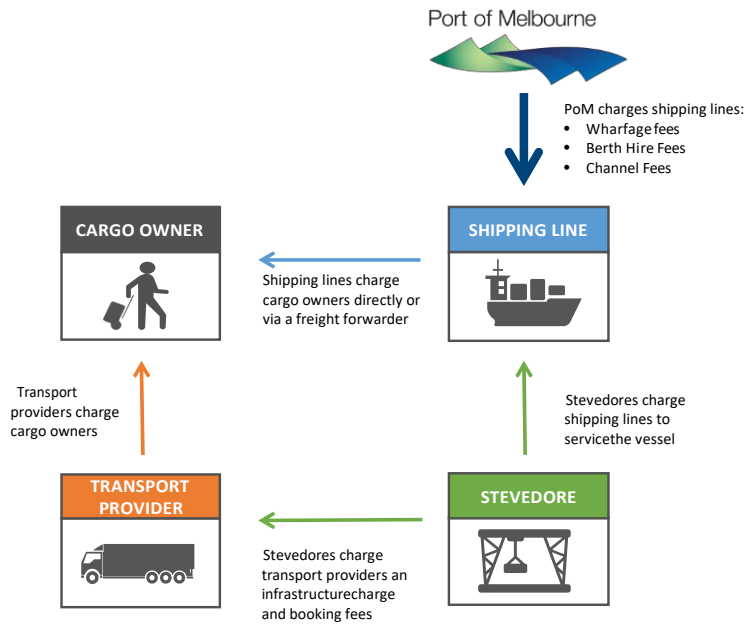 Port of Melbourne
PoM charges shipping lines:
• Wharfage fees
• Berth Hire Fees
• Channel Fees
CARGO OWNER
SHIPPING LINE
Shipping lines charge
cargo owners directly or
via a freight forwarder
Transport
providers charge
cargo owners
Stevedores charge
shipping lines to
servicethe vessel
TRANSPORT
PROVIDER
STEVEDORE
Stevedores charge
transport providers an
infrastructurecharge
and booking fees